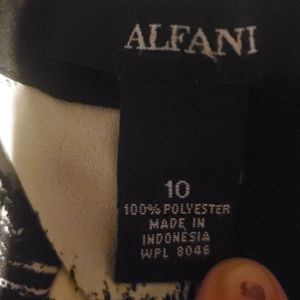 ALFANI
10
100% POLYESTER
MADE IN
INDONESIA
WPL 8046